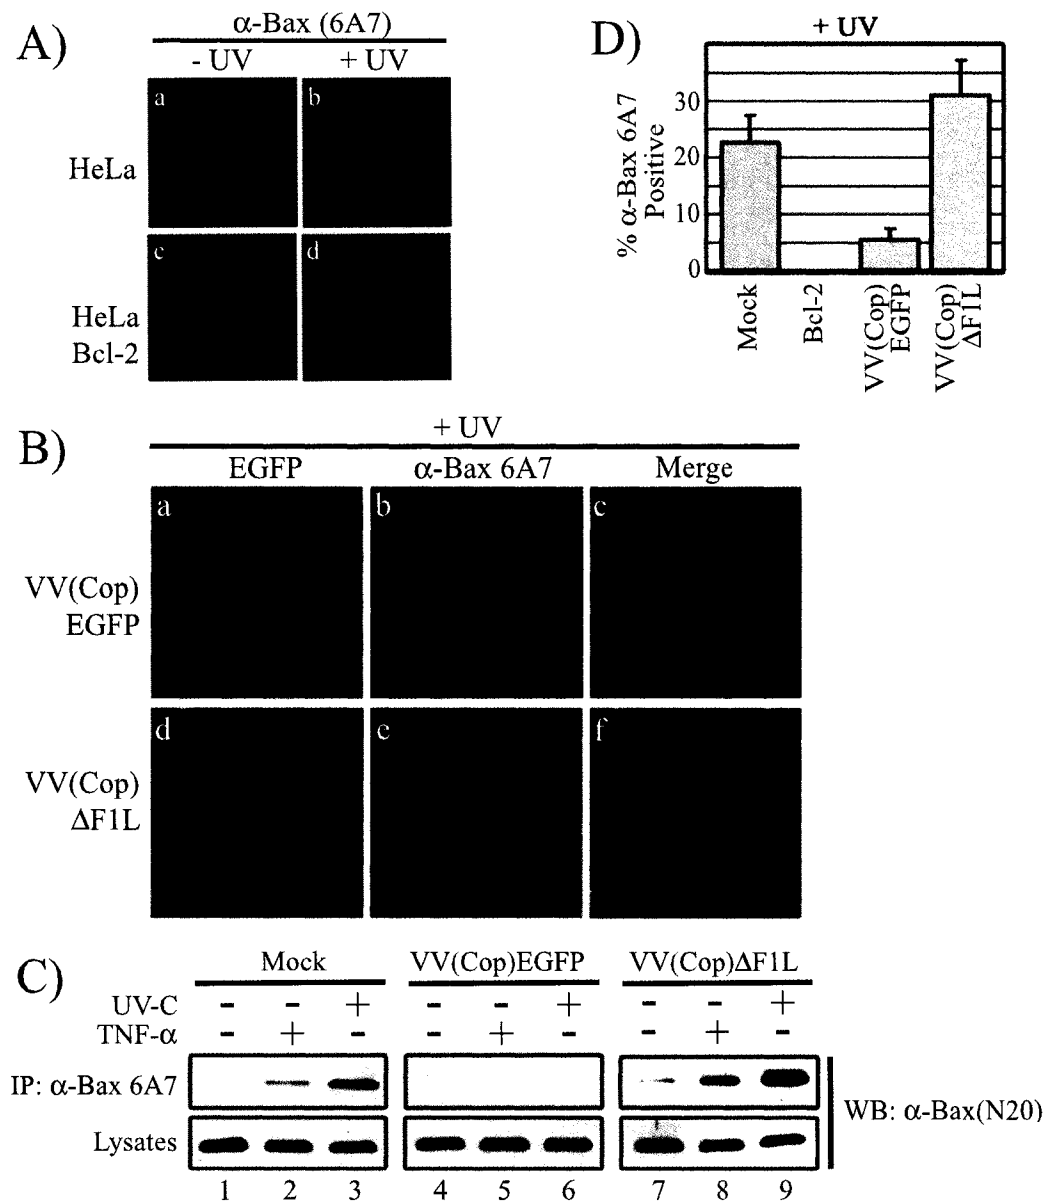 A)
α-Bax (6A7)
- UV + UV
a b
HeLa
c d
HeLa
Bcl-2
D)
+ UV
% α-Bax 6A7
Positive
30
20
10
0
Mock
Bcl-2
VV(Cop)
EGFP
VV(Cop)
ΔF1L
B)
+ UV
EGFP α-Bax 6A7 Merge
a b c
VV(Cop)
EGFP
d e f
VV(Cop)
ΔF1L
C)
Mock VV(Cop)EGFP VV(Cop)ΔF1L
UV-C - - + - - + - - +
TNF-α - + - - + - - + -
IP: α-Bax 6A7
WB: α-Bax(N20)
Lysates
1 2 3 4 5 6 7 8 9